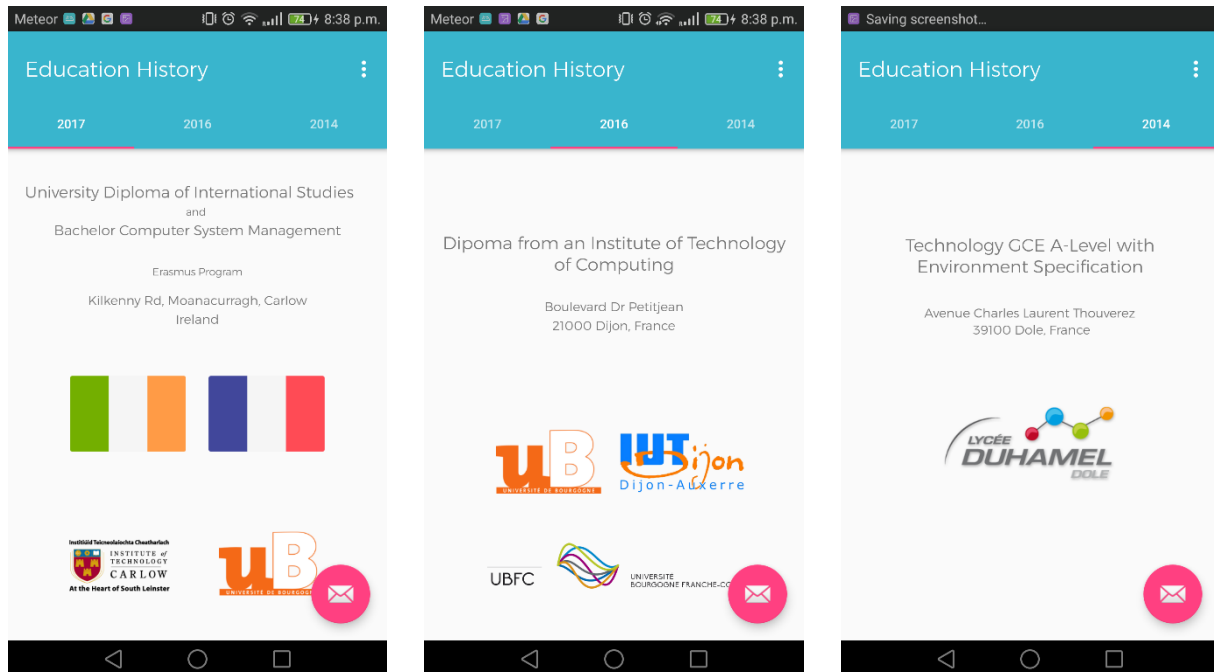 Meteor 74 8:38 p.m.
Education History
2017 2016 2014
University Diploma of International Studies
and
Bachelor Computer System Management
Erasmus Program
Kilkenny Rd, Moanacurragh, Carlow
Ireland
Institiúid Teicneolaíochta Cheatharlach
INSTITUTE of
TECHNOLOGY
CARLOW
At the Heart of South Leinster
uB
UNIVERSITÉ DE BOURGOGNE
Meteor 74 8:38 p.m.
Education History
2017 2016 2014
Dipoma from an Institute of Technology
of Computing
Boulevard Dr Petitjean
21000 Dijon, France
uB
UNIVERSITÉ DE BOURGOGNE
IUT Dijon
Dijon-Auxerre
UBFC
UNIVERSITE
BOURGOGNE FRANCHE-CO
Saving screenshot...
Education History
2017 2016 2014
Technology GCE A-Level with
Environment Specification
Avenue Charles Laurent Thouverez
39100 Dole, France
LYCÉE
DUHAMEL
DOLE